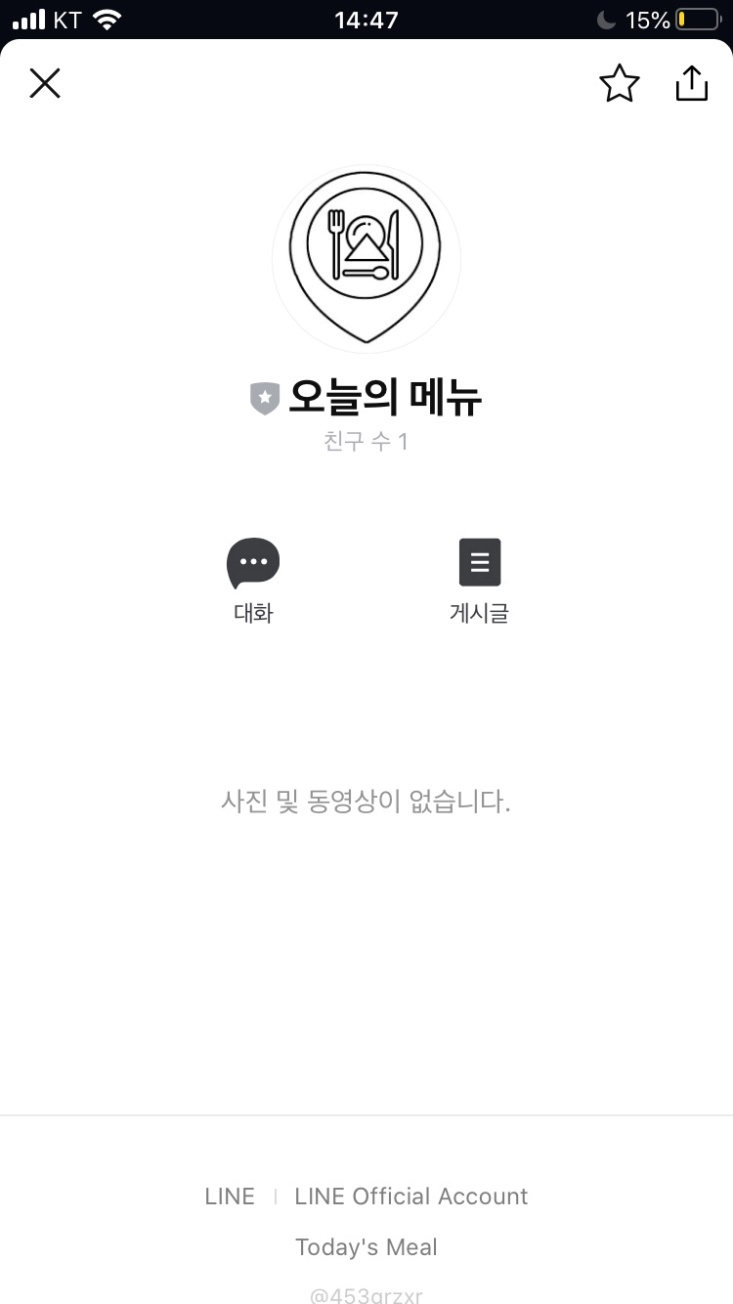 KT 14:47 15%
오늘의 메뉴
친구 수 1
대화 게시글
사진 및 동영상이 없습니다.
LINE | LINE Official Account
Today's Meal